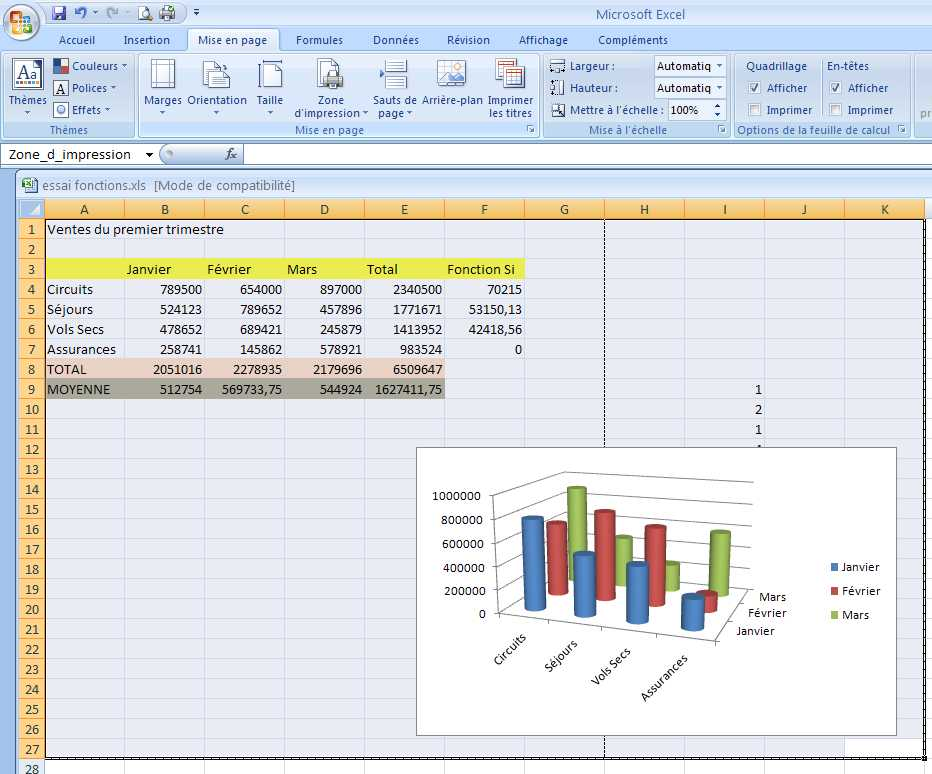 Microsoft Excel
Accueil Insertion Mise en page Formules Données Révision Affichage Compléments
Thèmes
Couleurs
Polices
Effets
Thèmes
Marges Orientation Taille Zone d'impression Sauts de page Arrière-plan Imprimer les titres
Mise en page
Largeur : Automatiq
Hauteur : Automatiq
Mettre à l'échelle : 100%
Mise à l'échelle
Quadrillage En-têtes
Afficher Afficher
Imprimer Imprimer
Options de la feuille de calcul
Zone_d_impression fx
essai fonctions.xls [Mode de compatibilité]
A B C D E F G H I J K
1 Ventes du premier trimestre
2
3 Janvier Février Mars Total Fonction Si
4 Circuits 789500 654000 897000 2340500 70215
5 Séjours 524123 789652 457896 1771671 53150,13
6 Vols Secs 478652 689421 245879 1413952 42418,56
7 Assurances 258741 145862 578921 983524 0
8 TOTAL 2051016 2278935 2179696 6509647
9 MOYENNE 512754 569733,75 544924 1627411,75 1
10 2
11 1
12
13
14
15
16
17
18
19
20
21
22
23
24
25
26
27
28
1000000
800000
600000
400000
200000
0
Circuits
Séjours
Vols Secs
Assurances
Mars
Février
Janvier
Janvier
Février
Mars